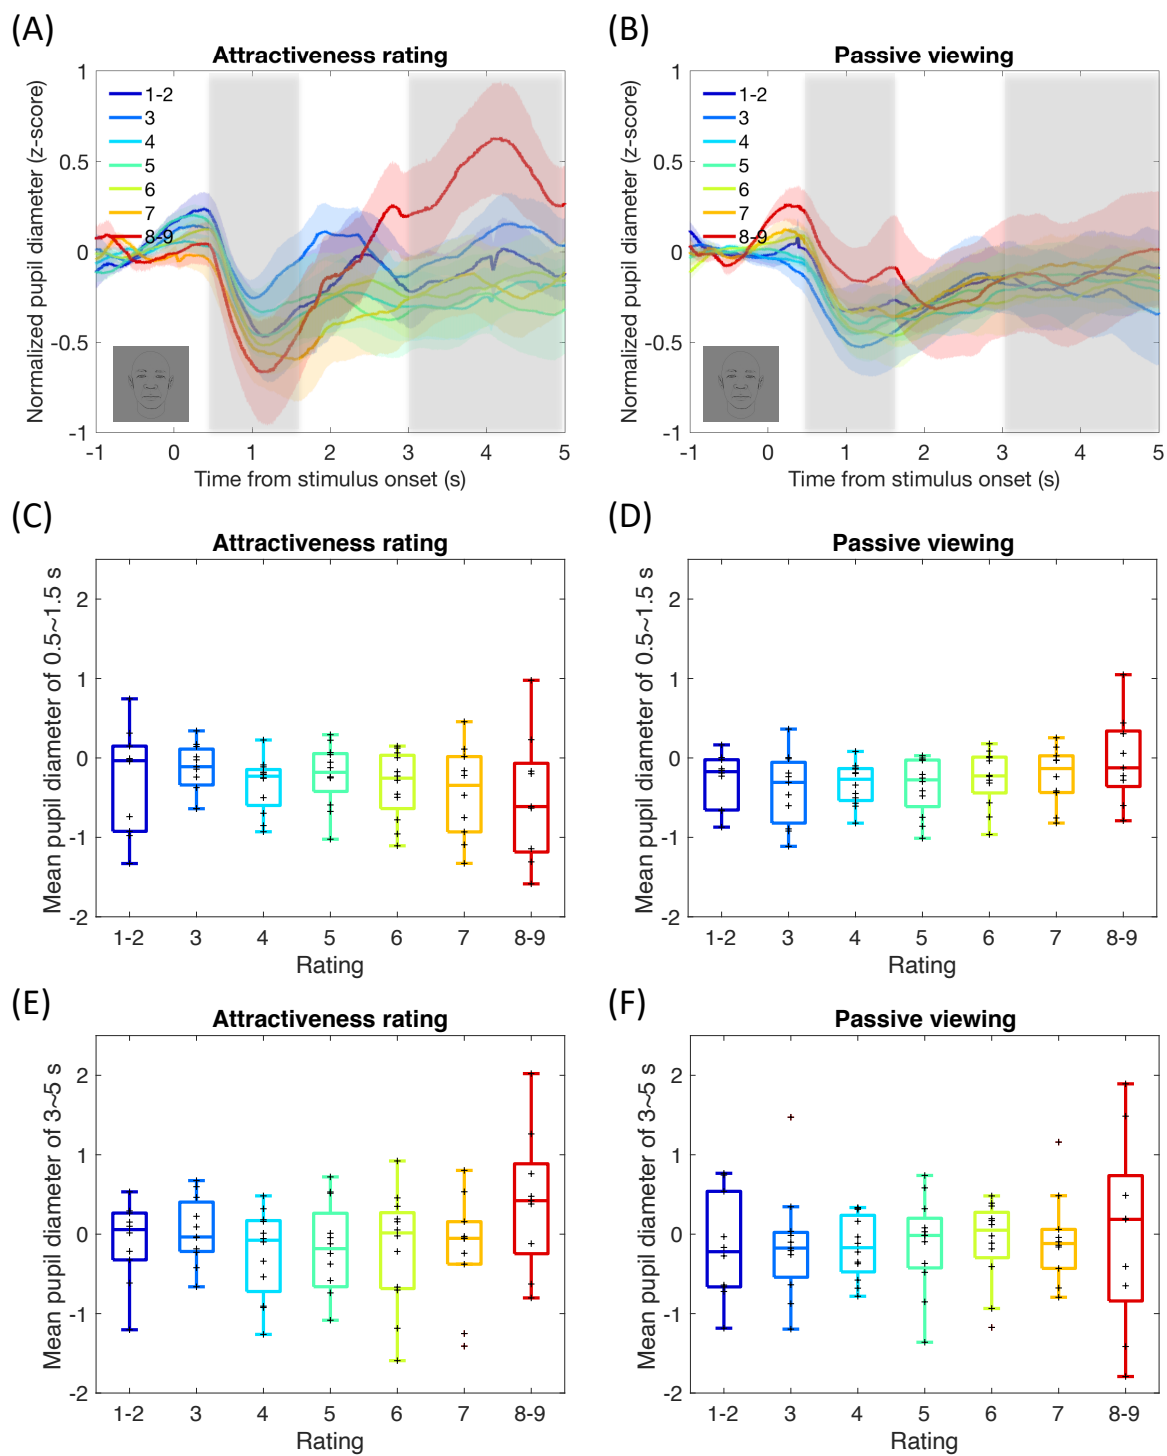 (A)
Attractiveness rating
Normalized pupil diameter (z-score)
1
0.5
0
-0.5
-1
1-2
3
4
5
6
7
8-9
-1 0 1 2 3 4 5
Time from stimulus onset (s)
(B)
Passive viewing
Normalized pupil diameter (z-score)
1
0.5
0
-0.5
-1
1-2
3
4
5
6
7
8-9
-1 0 1 2 3 4 5
Time from stimulus onset (s)
(C)
Attractiveness rating
Mean pupil diameter of 0.5~1.5 s
2
1
0
-1
-2
1-2 3 4 5 6 7 8-9
Rating
(D)
Passive viewing
Mean pupil diameter of 0.5~1.5 s
2
1
0
-1
-2
1-2 3 4 5 6 7 8-9
Rating
(E)
Attractiveness rating
Mean pupil diameter of 3~5 s
2
1
0
-1
-2
1-2 3 4 5 6 7 8-9
Rating
(F)
Passive viewing
Mean pupil diameter of 3~5 s
2
1
0
-1
-2
1-2 3 4 5 6 7 8-9
Rating